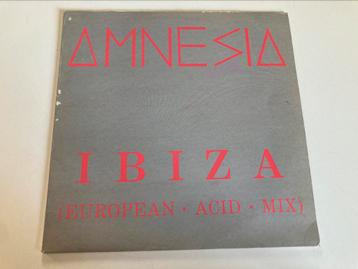 AMNESIA
IBIZA
(EUROPEAN · ACID · MIX)